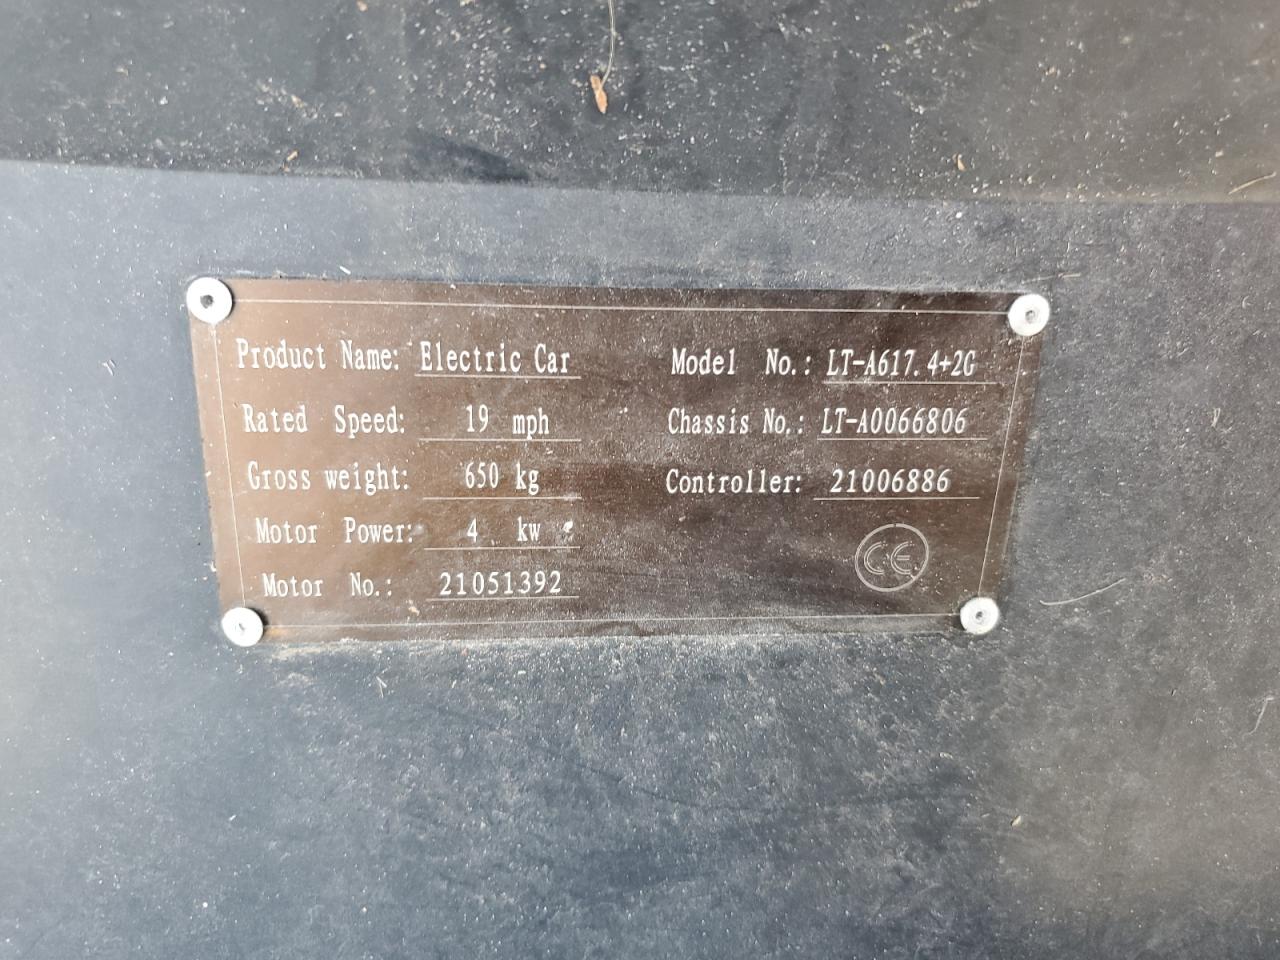 Product Name: Electric Car Model No.: LT-A617.4+2G
Rated Speed: 19 mph Chassis No.: LT-A0066806
Gross weight: 650 kg Controller: 21006886
Motor Power: 4 kw
Motor No.: 21051392
CE